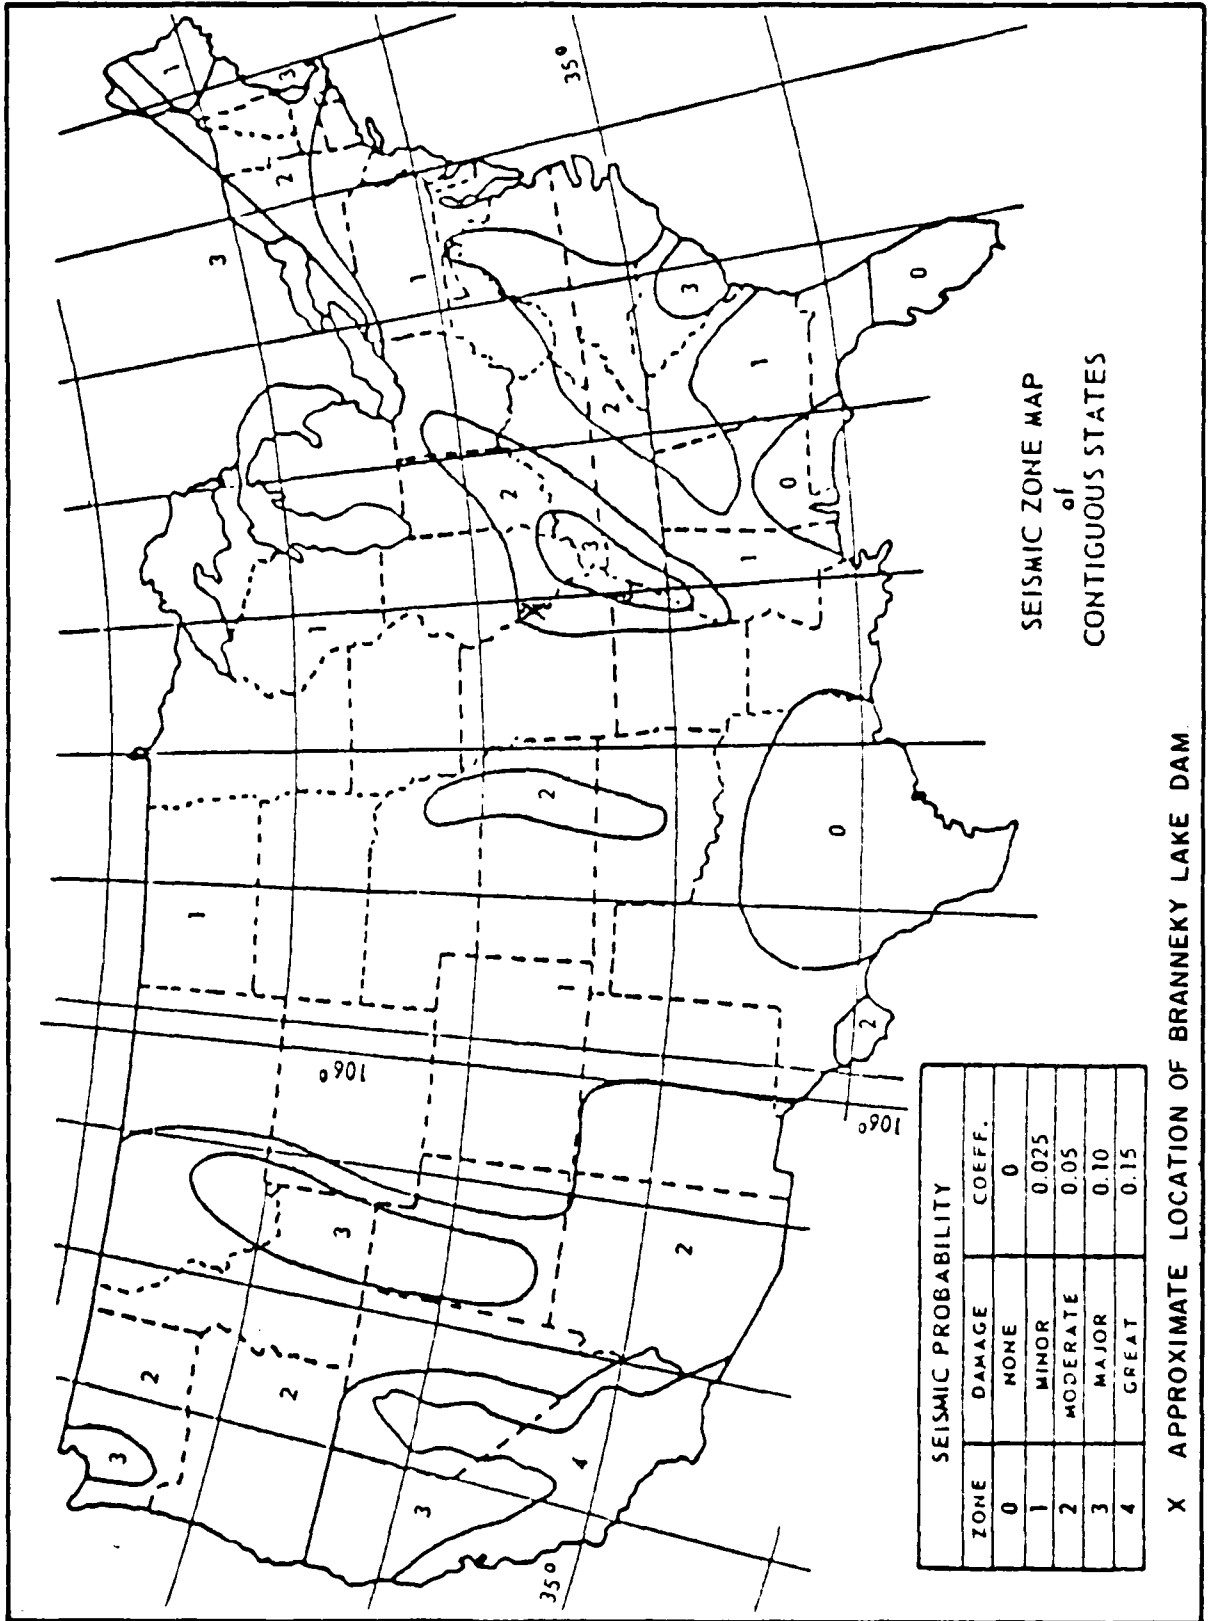 SEISMIC ZONE MAP
of
CONTIGUOUS STATES
35°
35°
106°
106°
3
2
2
3
4
3
2
1
1
2
0
2
1
1
2
3
1
0
1
2
3
0
1
3
2
3
1
SEISMIC PROBABILITY
ZONE DAMAGE COEFF.
0 NONE 0
1 MINOR 0.025
2 MODERATE 0.05
3 MAJOR 0.10
4 GREAT 0.15
X
X APPROXIMATE LOCATION OF BRANNEKY LAKE DAM